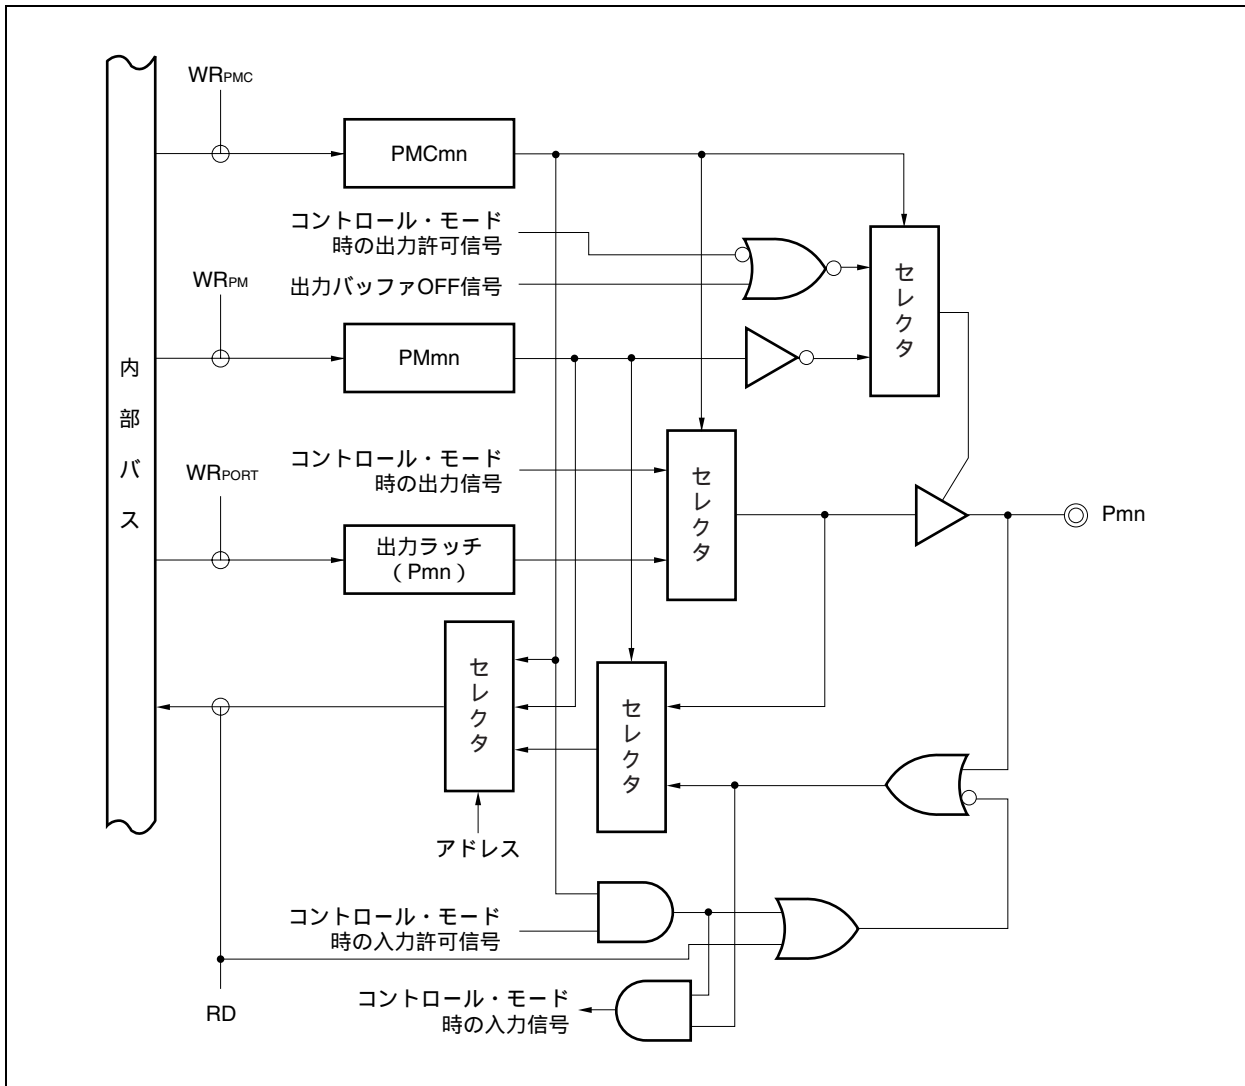 WRPMC
PMCmn
コントロール・モード
時の出力許可信号
出力バッファOFF信号
セレクタ
WRPM
PMmn
内部バス
コントロール・モード
時の出力信号
セレクタ
WRPORT
出力ラッチ
（Pmn）
Pmn
セレクタ
セレクタ
アドレス
コントロール・モード
時の入力許可信号
RD
コントロール・モード
時の入力信号